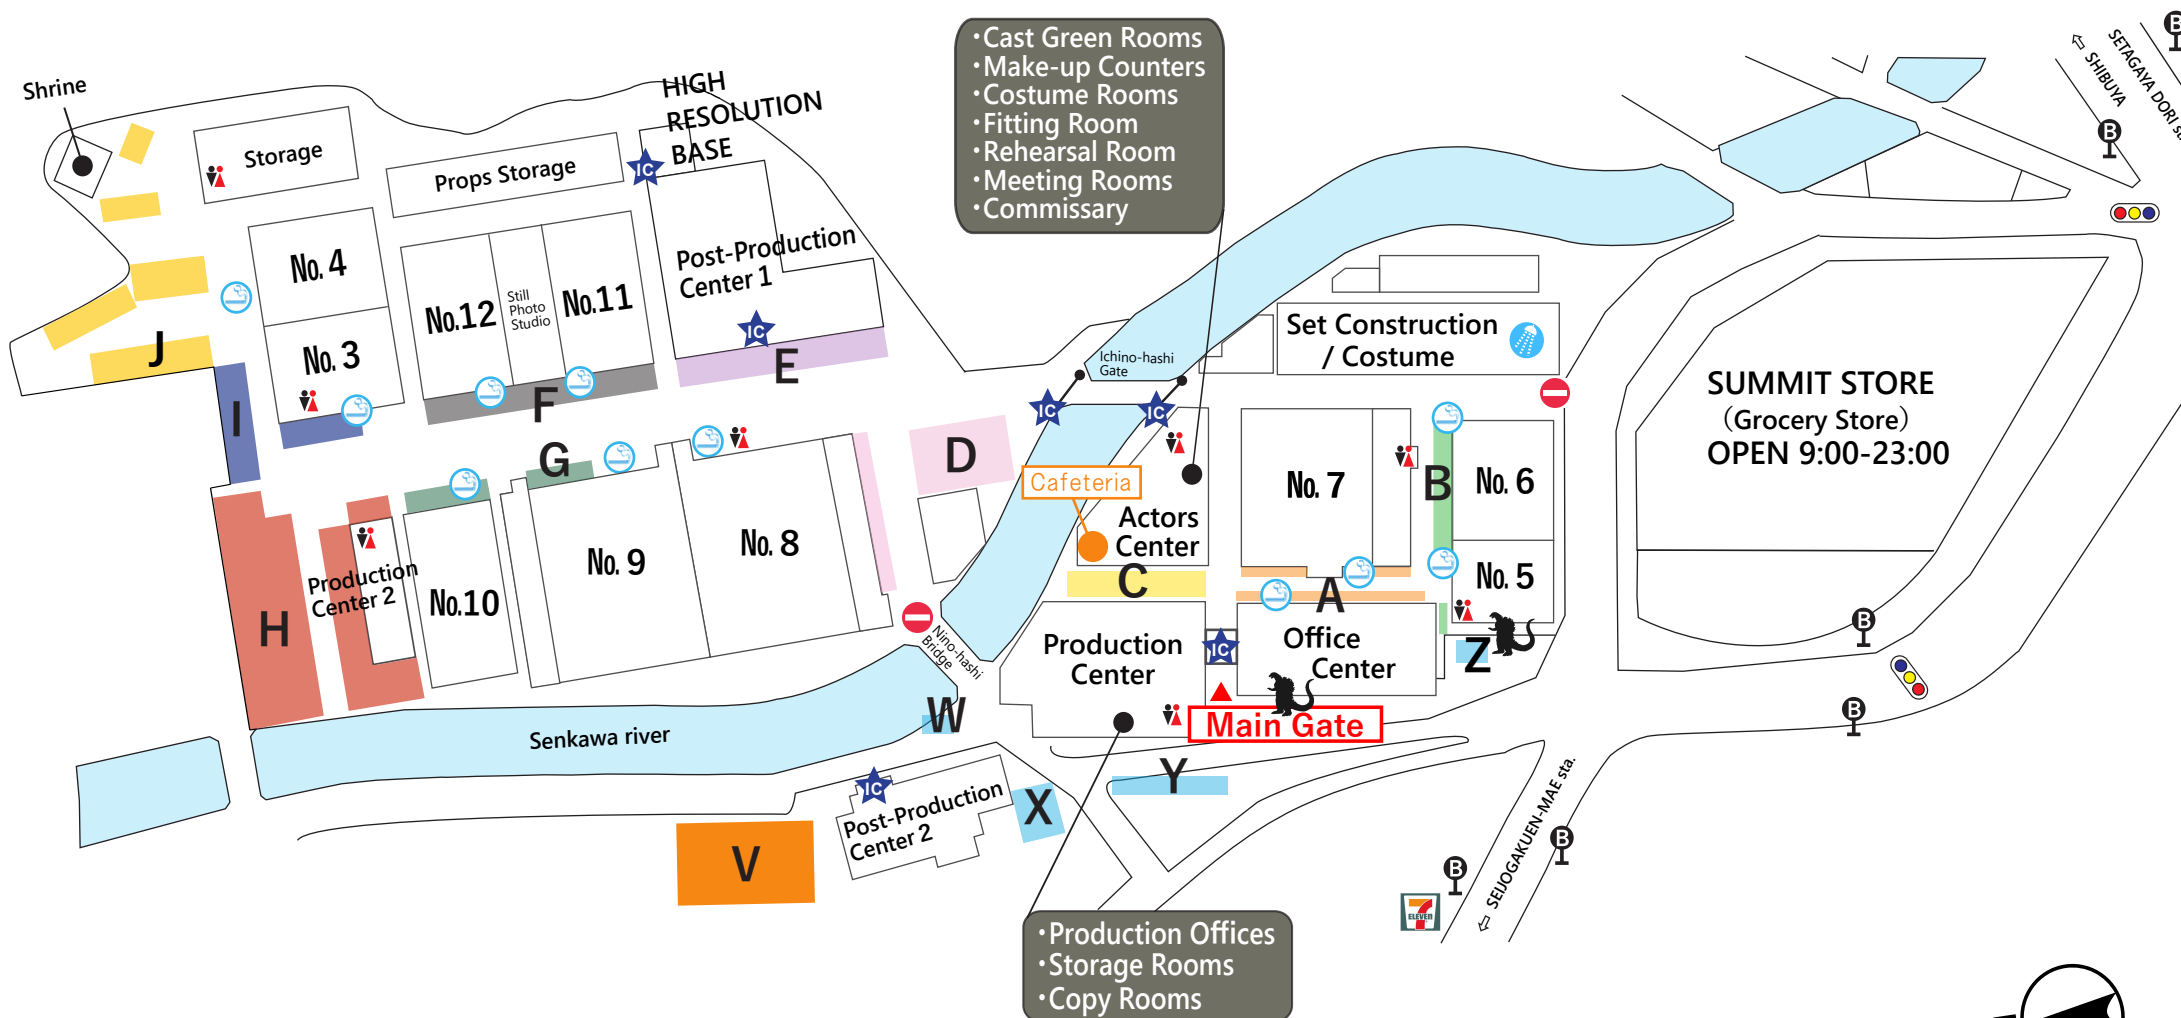 Shrine
Storage
Props Storage
HIGH
RESOLUTION
BASE
IC
・Cast Green Rooms
・Make-up Counters
・Costume Rooms
・Fitting Room
・Rehearsal Room
・Meeting Rooms
・Commissary
SETAGAYA DORI
⇦ SHIBUYA
B
B
No. 4
No. 3
No.12
Still
Photo
Studio
No.11
Post-Production
Center 1
IC
E
F
G
I
J
H
Production
Center 2
No.10
No. 9
No. 8
D
Ichino-hashi
Gate
IC
IC
Cafeteria
Actors
Center
C
Set Construction
/ Costume
No. 7
A
B
No. 6
No. 5
Z
SUMMIT STORE
（Grocery Store）
OPEN 9:00-23:00
Nino-hashi
Bridge
Production
Center
IC
Office
Center
Main Gate
W
Senkawa river
IC
Post-Production
Center 2
X
Y
V
B
B
B
B
7
ELEVEN
⇦ SEIJOGAKUEN-MAE sta.
・Production Offices
・Storage Rooms
・Copy Rooms